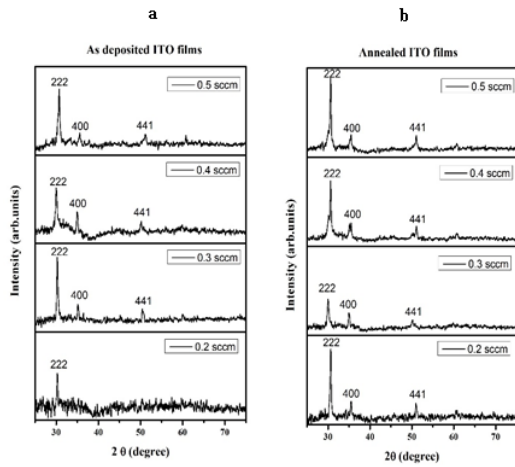 a
As deposited ITO films
Intensity (arb.units)
222
400
441
0.5 sccm
222
400
441
0.4 sccm
222
400
441
0.3 sccm
222
0.2 sccm
30 40 50 60 70
2 θ (degree)
b
Annealed ITO films
Intensity (arb.units)
222
400
441
0.5 sccm
222
400
441
0.4 sccm
222
400
441
0.3 sccm
222
400
441
0.2 sccm
30 40 50 60 70
2θ (degree)